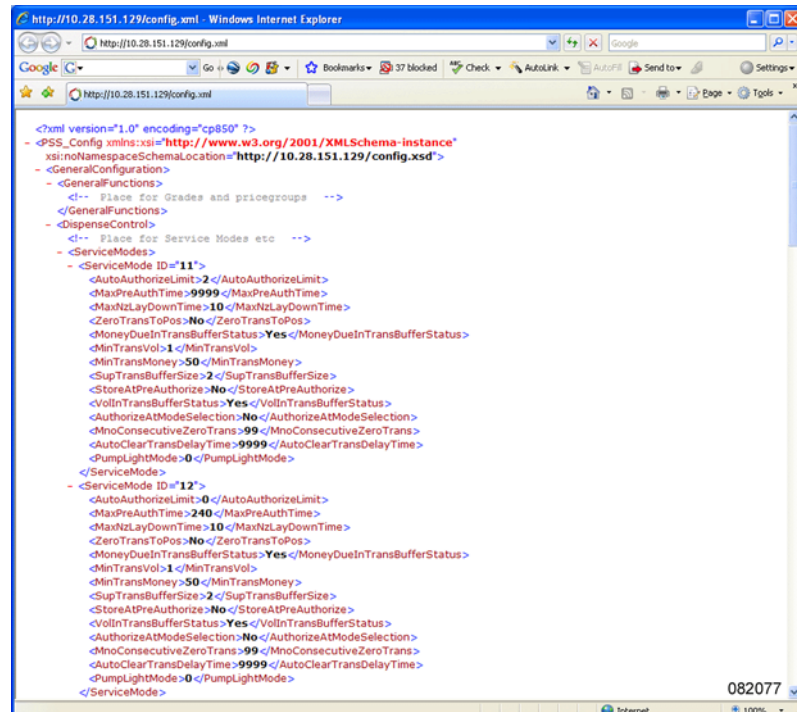 http://10.28.151.129/config.xml - Windows Internet Explorer
http://10.28.151.129/config.xml
Google
Google G Go Bookmarks 37 blocked Check AutoLink AutoFill Send to Settings
http://10.28.151.129/config.xml Page Tools
<?xml version="1.0" encoding="cp850" ?>
- <PSS_Config xmlns:xsi="http://www.w3.org/2001/XMLSchema-instance"
xsi:noNamespaceSchemaLocation="http://10.28.151.129/config.xsd">
- <GeneralConfiguration>
- <GeneralFunctions>
<!-- Place for Grades and pricegroups -->
</GeneralFunctions>
- <DispenseControl>
<!-- Place for Service Modes etc -->
- <ServiceModes>
- <ServiceMode ID="11">
<AutoAuthorizeLimit>2</AutoAuthorizeLimit>
<MaxPreAuthTime>9999</MaxPreAuthTime>
<MaxNzLayDownTime>10</MaxNzLayDownTime>
<ZeroTransToPos>No</ZeroTransToPos>
<MoneyDueInTransBufferStatus>Yes</MoneyDueInTransBufferStatus>
<MinTransVol>1</MinTransVol>
<MinTransMoney>50</MinTransMoney>
<SupTransBufferSize>2</SupTransBufferSize>
<StoreAtPreAuthorize>No</StoreAtPreAuthorize>
<VolInTransBufferStatus>Yes</VolInTransBufferStatus>
<AuthorizeAtModeSelection>No</AuthorizeAtModeSelection>
<MnoConsecutiveZeroTrans>99</MnoConsecutiveZeroTrans>
<AutoClearTransDelayTime>9999</AutoClearTransDelayTime>
<PumpLightMode>0</PumpLightMode>
</ServiceMode>
- <ServiceMode ID="12">
<AutoAuthorizeLimit>0</AutoAuthorizeLimit>
<MaxPreAuthTime>240</MaxPreAuthTime>
<MaxNzLayDownTime>10</MaxNzLayDownTime>
<ZeroTransToPos>No</ZeroTransToPos>
<MoneyDueInTransBufferStatus>Yes</MoneyDueInTransBufferStatus>
<MinTransVol>1</MinTransVol>
<MinTransMoney>50</MinTransMoney>
<SupTransBufferSize>2</SupTransBufferSize>
<StoreAtPreAuthorize>No</StoreAtPreAuthorize>
<VolInTransBufferStatus>Yes</VolInTransBufferStatus>
<AuthorizeAtModeSelection>No</AuthorizeAtModeSelection>
<MnoConsecutiveZeroTrans>99</MnoConsecutiveZeroTrans>
<AutoClearTransDelayTime>9999</AutoClearTransDelayTime>
<PumpLightMode>0</PumpLightMode>
</ServiceMode>
082077
Internet 100%